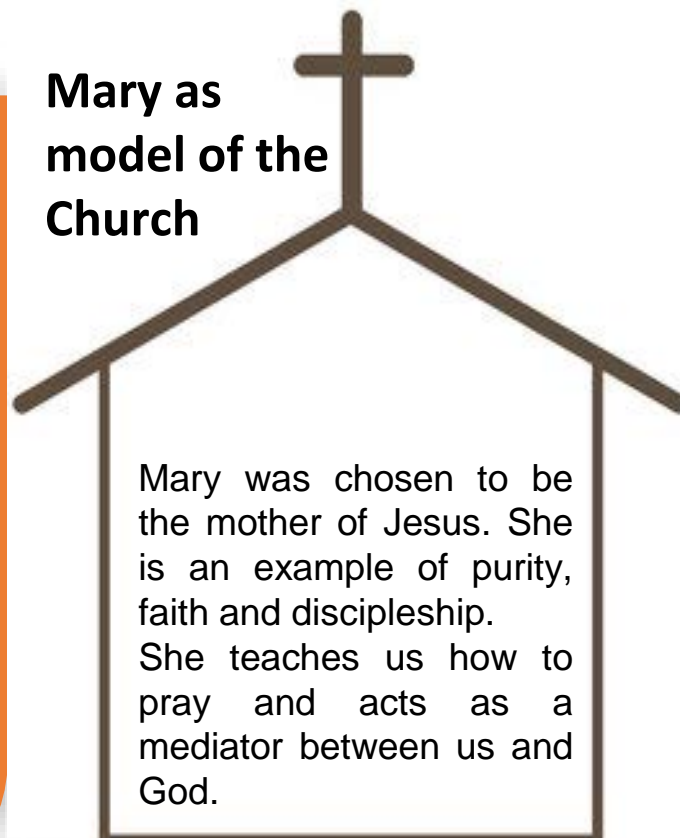 Mary as
model of the
Church
Mary was chosen to be
the mother of Jesus. She
is an example of purity,
faith and discipleship.
She teaches us how to
pray and acts as a
mediator between us and
God.